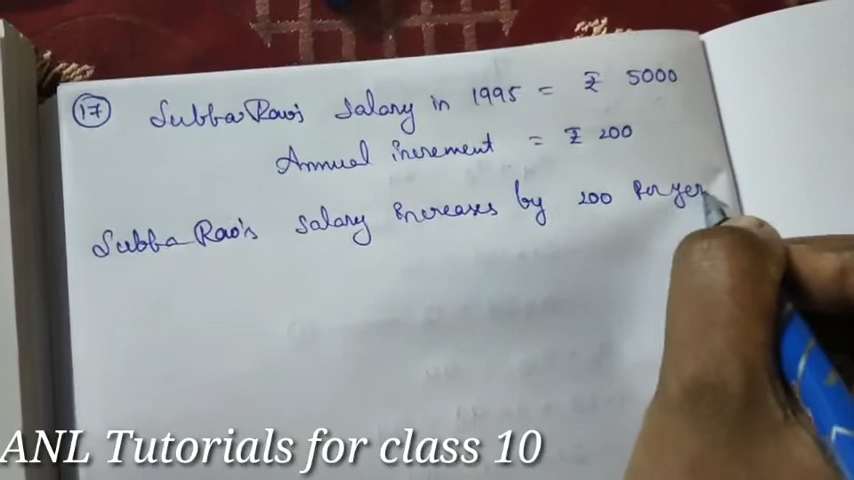 17 Subba Rao's salary in 1995 = ₹ 5000
Annual increment = ₹ 200
Subba Rao's salary increases by 200 Per yer
ANL Tutorials for class 10